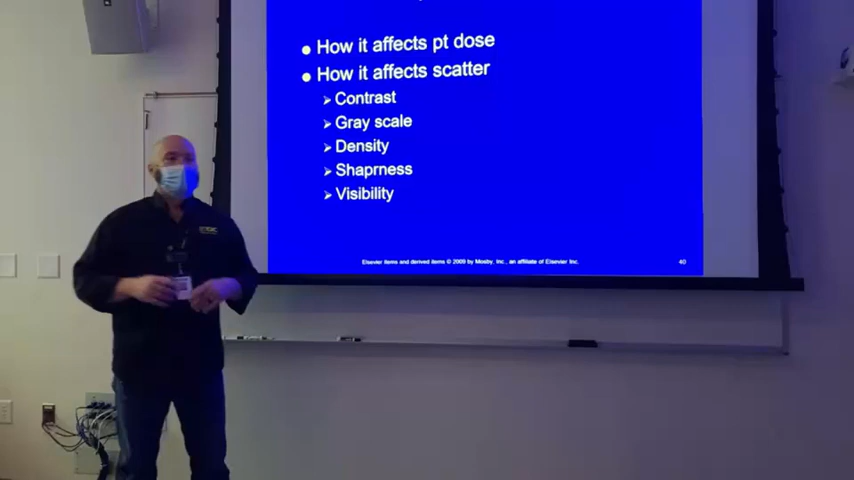 ● How it affects pt dose
● How it affects scatter
➢ Contrast
➢ Gray scale
➢ Density
➢ Shaprness
➢ Visibility
Elsevier items and derived items © 2009 by Mosby, Inc., an affiliate of Elsevier Inc.
40